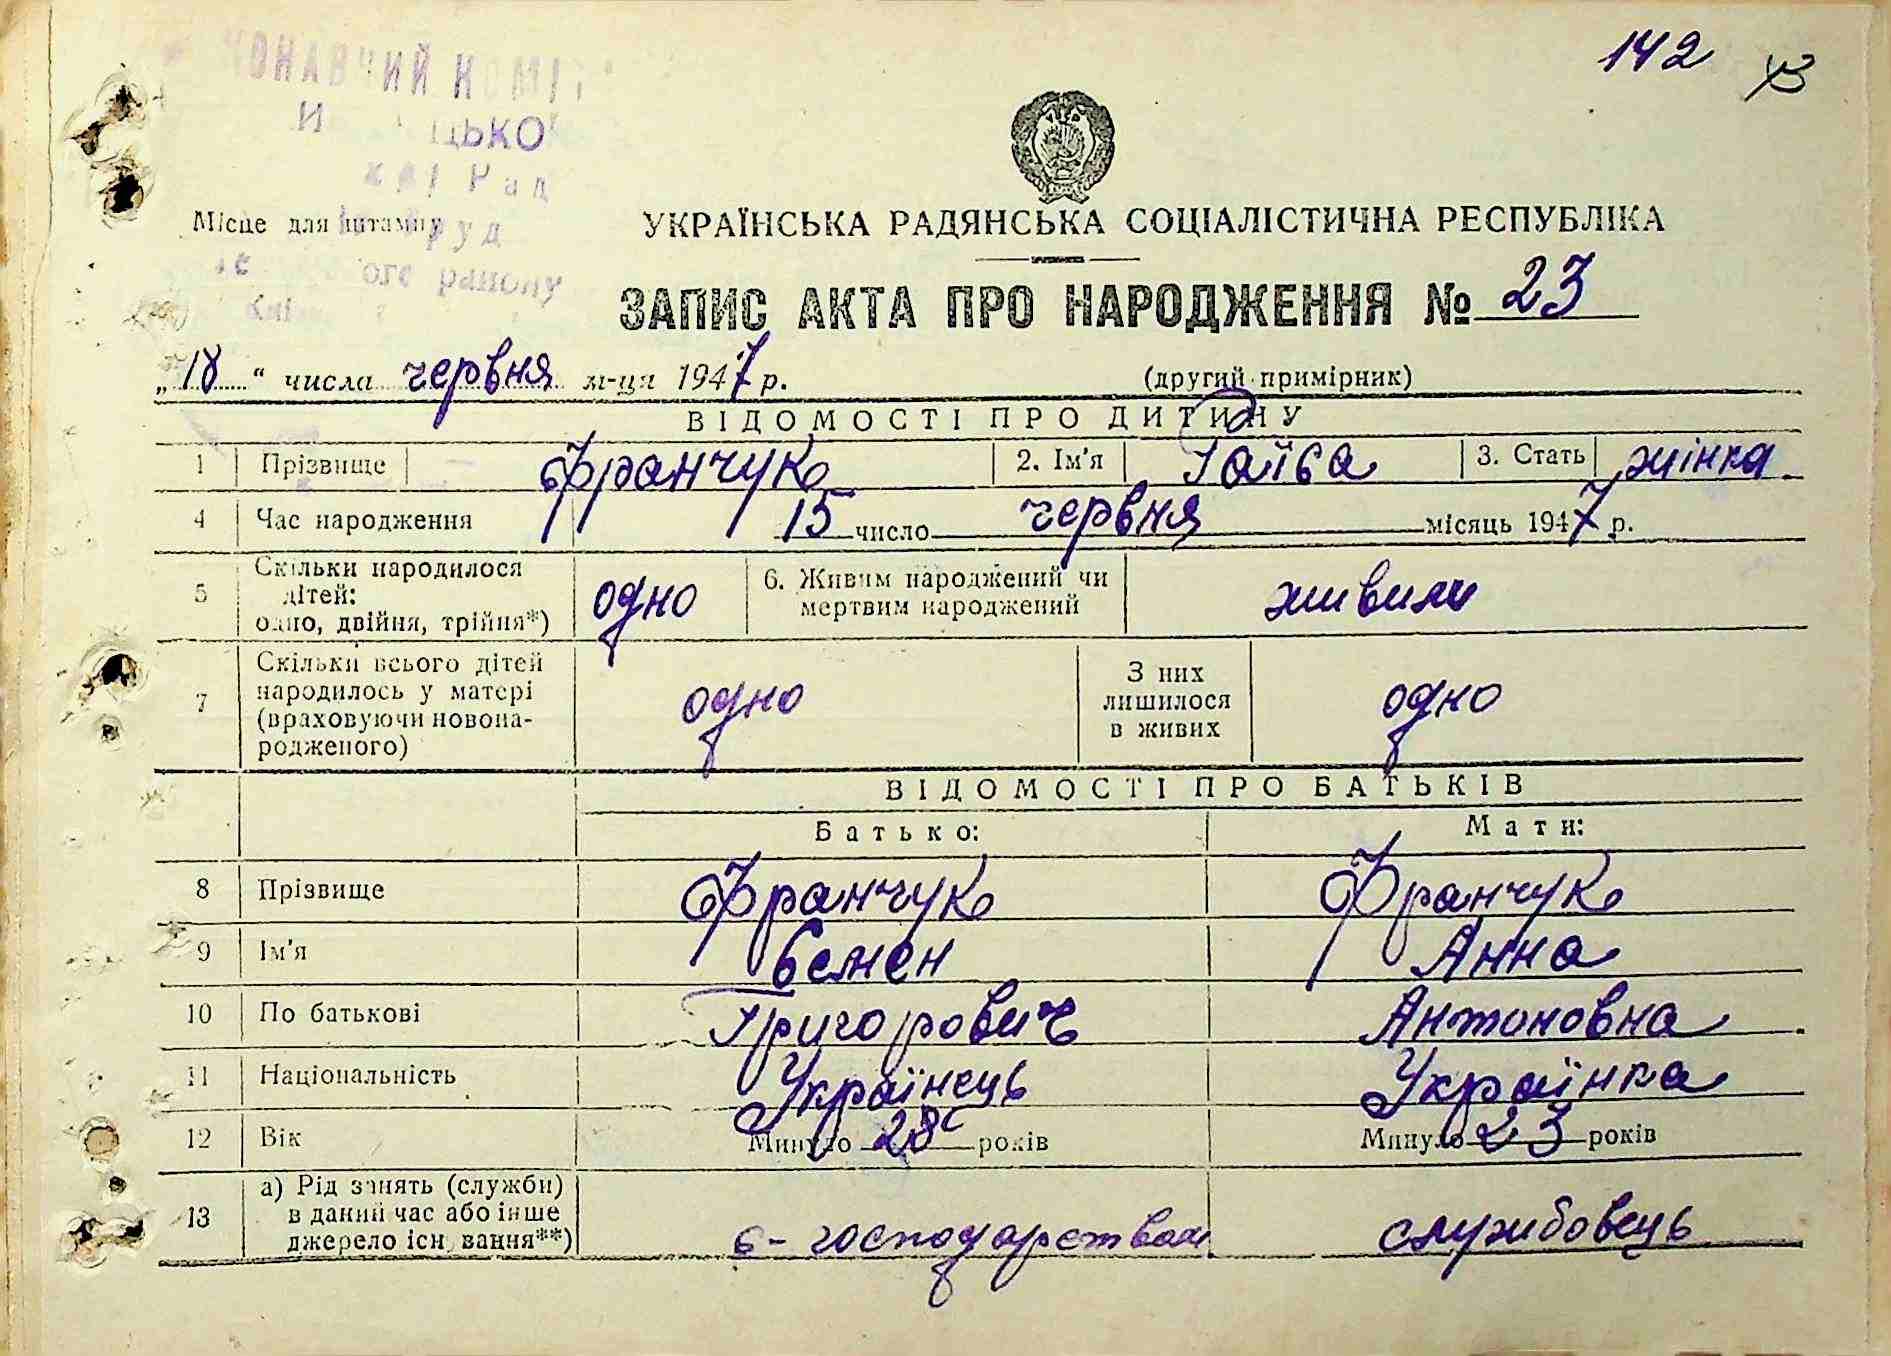 142
ЦЬКО
району
Місце для штампу
УКРАЇНСЬКА РАДЯНСЬКА СОЦІАЛІСТИЧНА РЕСПУБЛІКА
ЗАПИС АКТА ПРО НАРОДЖЕННЯ № 23
„18“ числа червня м-ця 1947 р. (другий примірник)
ВІДОМОСТІ ПРО ДИТИНУ
1 Прізвище Франчук 2. Ім'я 3. Стать жінка
4 Час народження 15 число червня місяць 1947 р.
5 Скільки народилося дітей: одно, двійня, трійня*) одно 6. Живим народжений чи мертвим народжений живим
7 Скільки всього дітей народилось у матері (враховуючи новонародженого) одно З них лишилося в живих одно
ВІДОМОСТІ ПРО БАТЬКІВ
Батько: Мати:
8 Прізвище Франчук Франчук
9 Ім'я Семен Анна
10 По батькові Григорович Антоновна
11 Національність Українець Українка
12 Вік Минуло 28 років Минуло 23 років
13 а) Рід занять (служби) в даний час або інше джерело існування**) с-господарством службовець